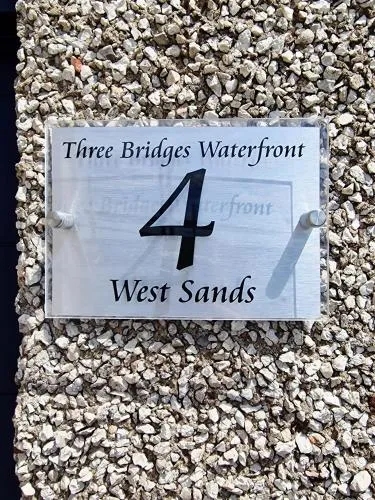 Three Bridges Waterfront
4
West Sands